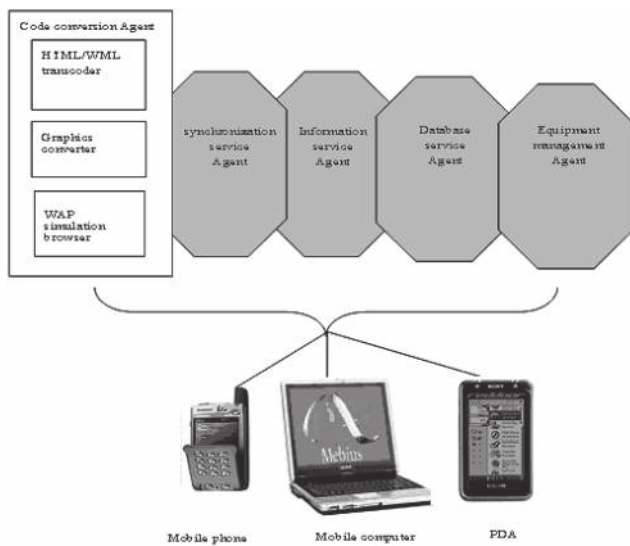 Code conversion Agent
HTML/WML
transcoder
Graphics
converter
WAP
simulation
browser
synchronization
service
Agent
Information
service
Agent
Database
service
Agent
Equipment
management
Agent
Mebius
SONY
Mobile phone
Mobile computer
PDA